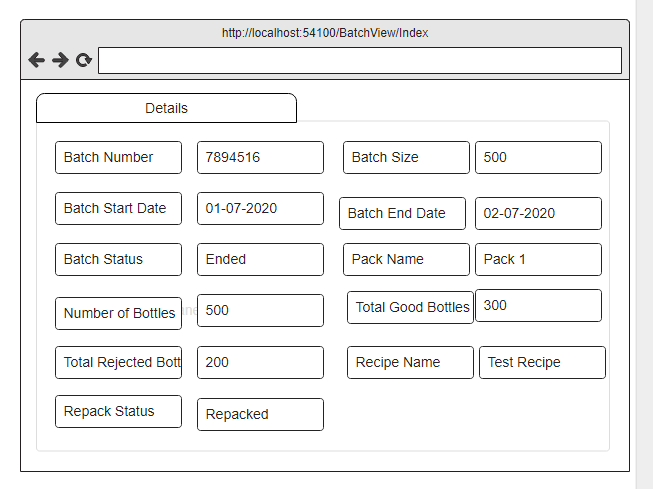 http://localhost:54100/BatchView/Index
Details
Batch Number 7894516 Batch Size 500
Batch Start Date 01-07-2020 Batch End Date 02-07-2020
Batch Status Ended Pack Name Pack 1
Number of Bottles 500 Total Good Bottles 300
Total Rejected Bott 200 Recipe Name Test Recipe
Repack Status Repacked